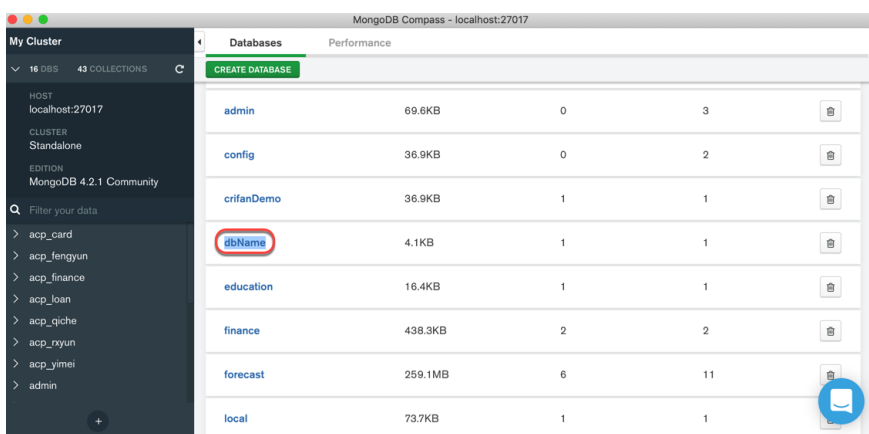 MongoDB Compass - localhost:27017
My Cluster
16 DBS 43 COLLECTIONS
HOST
localhost:27017
CLUSTER
Standalone
EDITION
MongoDB 4.2.1 Community
Filter your data
acp_card
acp_fengyun
acp_finance
acp_loan
acp_qiche
acp_rxyun
acp_yimei
admin
Databases Performance
CREATE DATABASE
admin 69.6KB 0 3
config 36.9KB 0 2
crifanDemo 36.9KB 1 1
dbName 4.1KB 1 1
education 16.4KB 1 1
finance 438.3KB 2 2
forecast 259.1MB 6 11
local 73.7KB 1 1